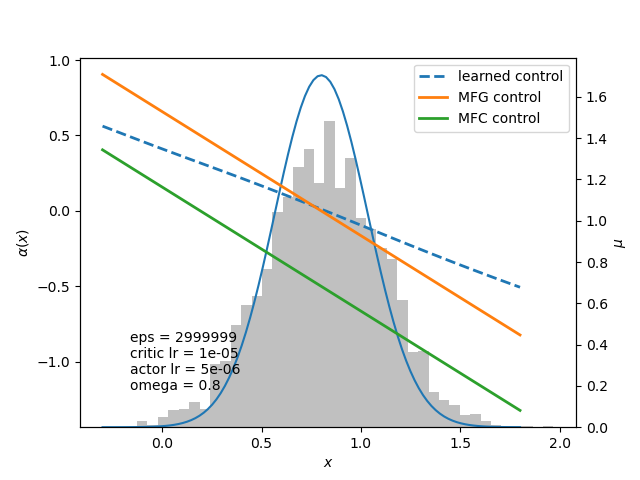 learned control
MFG control
MFC control
1.0
0.5
0.0
−0.5
−1.0
α(x)
eps = 2999999
critic lr = 1e-05
actor lr = 5e-06
omega = 0.8
1.6
1.4
1.2
1.0
0.8
0.6
0.4
0.2
0.0
μ
0.0 0.5 1.0 1.5 2.0
x